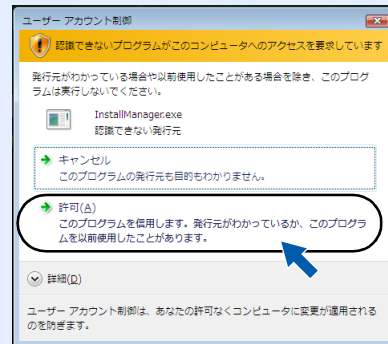 ユーザー アカウント制御
認識できないプログラムがこのコンピュータへのアクセスを要求しています
発行元がわかっている場合や以前使用したことがある場合を除き、このプログ
ラムは実行しないでください。
InstallManager.exe
認識できない発行元
キャンセル
このプログラムの発行元も目的もわかりません。
許可(A)
このプログラムを信用します。発行元がわかっているか、このプログラ
ムを以前使用したことがあります。
詳細(D)
ユーザー アカウント制御は、あなたの許可なくコンピュータに変更が適用される
のを防ぎます。